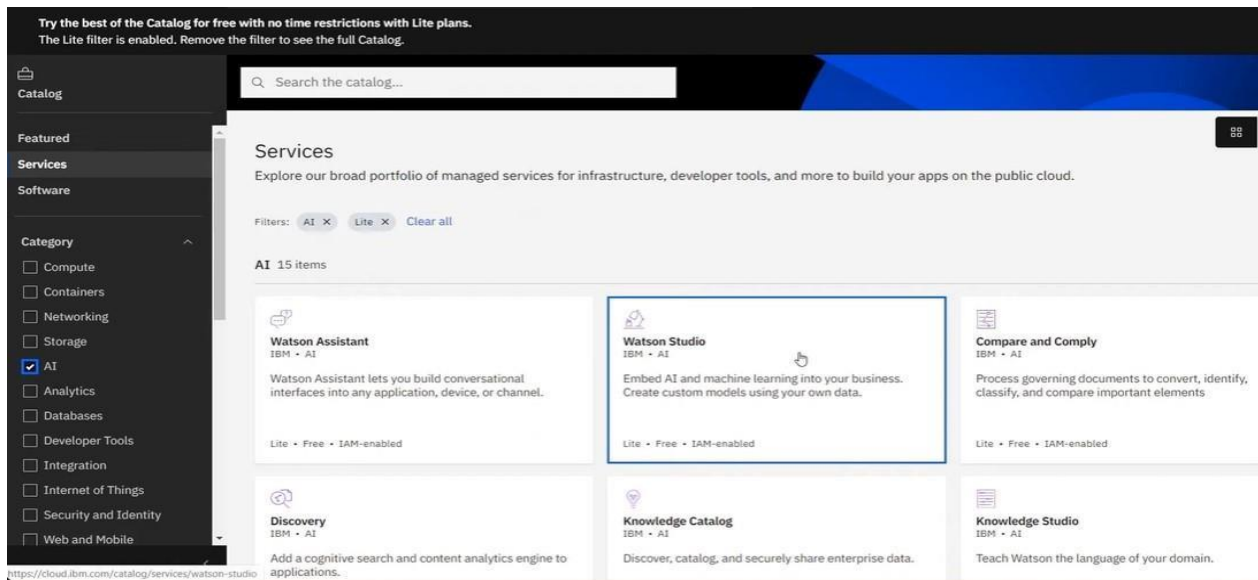 Try the best of the Catalog for free with no time restrictions with Lite plans.
The Lite filter is enabled. Remove the filter to see the full Catalog.
Catalog
Search the catalog...
Featured
Services
Software
Category
Compute
Containers
Networking
Storage
AI
Analytics
Databases
Developer Tools
Integration
Internet of Things
Security and Identity
Web and Mobile
https://cloud.ibm.com/catalog/services/watson-studio
Services
Explore our broad portfolio of managed services for infrastructure, developer tools, and more to build your apps on the public cloud.
Filters: AI × Lite × Clear all
AI 15 items
Watson Assistant
IBM • AI
Watson Assistant lets you build conversational
interfaces into any application, device, or channel.
Lite • Free • IAM-enabled
Watson Studio
IBM • AI
Embed AI and machine learning into your business.
Create custom models using your own data.
Lite • Free • IAM-enabled
Compare and Comply
IBM • AI
Process governing documents to convert, identify,
classify, and compare important elements
Lite • Free • IAM-enabled
Discovery
IBM • AI
Add a cognitive search and content analytics engine to
applications.
Knowledge Catalog
IBM • AI
Discover, catalog, and securely share enterprise data.
Knowledge Studio
IBM • AI
Teach Watson the language of your domain.